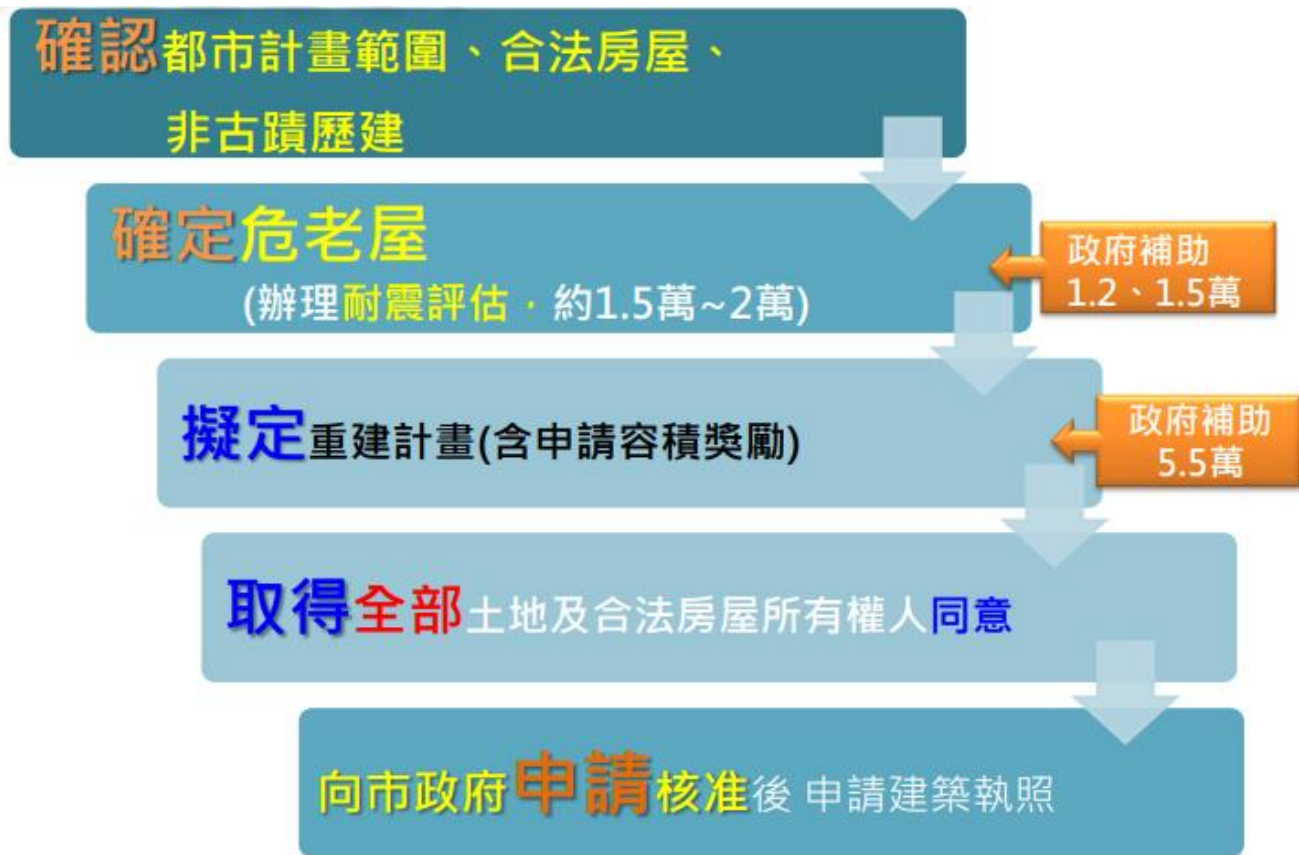 確認都市計畫範圍、合法房屋、
非古蹟歷建
確定危老屋
(辦理耐震評估，約1.5萬~2萬)
政府補助
1.2、1.5萬
擬定重建計畫(含申請容積獎勵)
政府補助
5.5萬
取得全部土地及合法房屋所有權人同意
向市政府申請核准後 申請建築執照